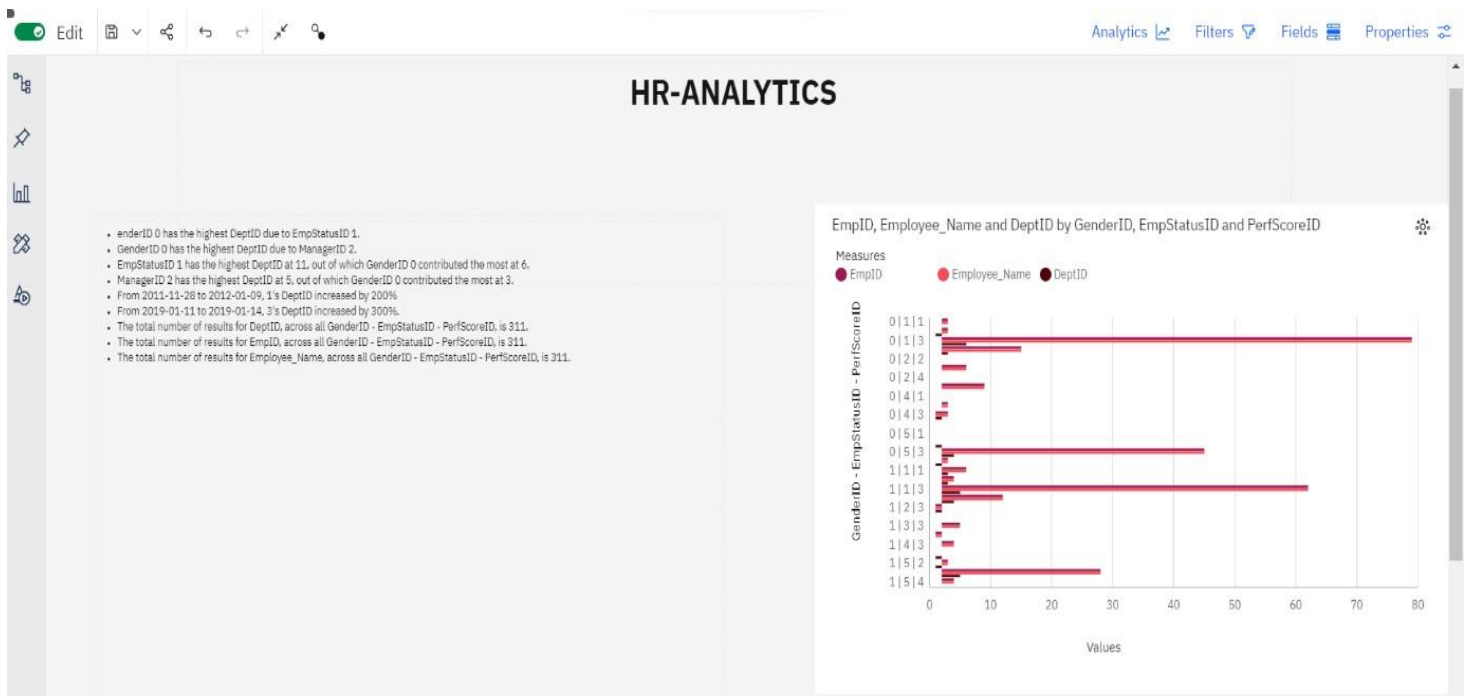 Edit
Analytics Filters Fields Properties
HR-ANALYTICS
• enderID 0 has the highest DeptID due to EmpStatusID 1.
• GenderID 0 has the highest DeptID due to ManagerID 2.
• EmpStatusID 1 has the highest DeptID at 11, out of which GenderID 0 contributed the most at 6.
• ManagerID 2 has the highest DeptID at 5, out of which GenderID 0 contributed the most at 3.
• From 2011-11-28 to 2012-01-09, 1's DeptID increased by 200%
• From 2019-01-11 to 2019-01-14, 3's DeptID increased by 300%.
• The total number of results for DeptID, across all GenderID - EmpStatusID - PerfScoreID, is 311.
• The total number of results for EmpID, across all GenderID - EmpStatusID - PerfScoreID, is 311.
• The total number of results for Employee_Name, across all GenderID - EmpStatusID - PerfScoreID, is 311.
EmpID, Employee_Name and DeptID by GenderID, EmpStatusID and PerfScoreID
Measures
EmpID Employee_Name DeptID
GenderID - EmpStatusID - PerfScoreID
0|1|1
0|1|3
0|2|2
0|2|4
0|4|1
0|4|3
0|5|1
0|5|3
1|1|1
1|1|3
1|2|3
1|3|3
1|4|3
1|5|2
1|5|4
0 10 20 30 40 50 60 70 80
Values